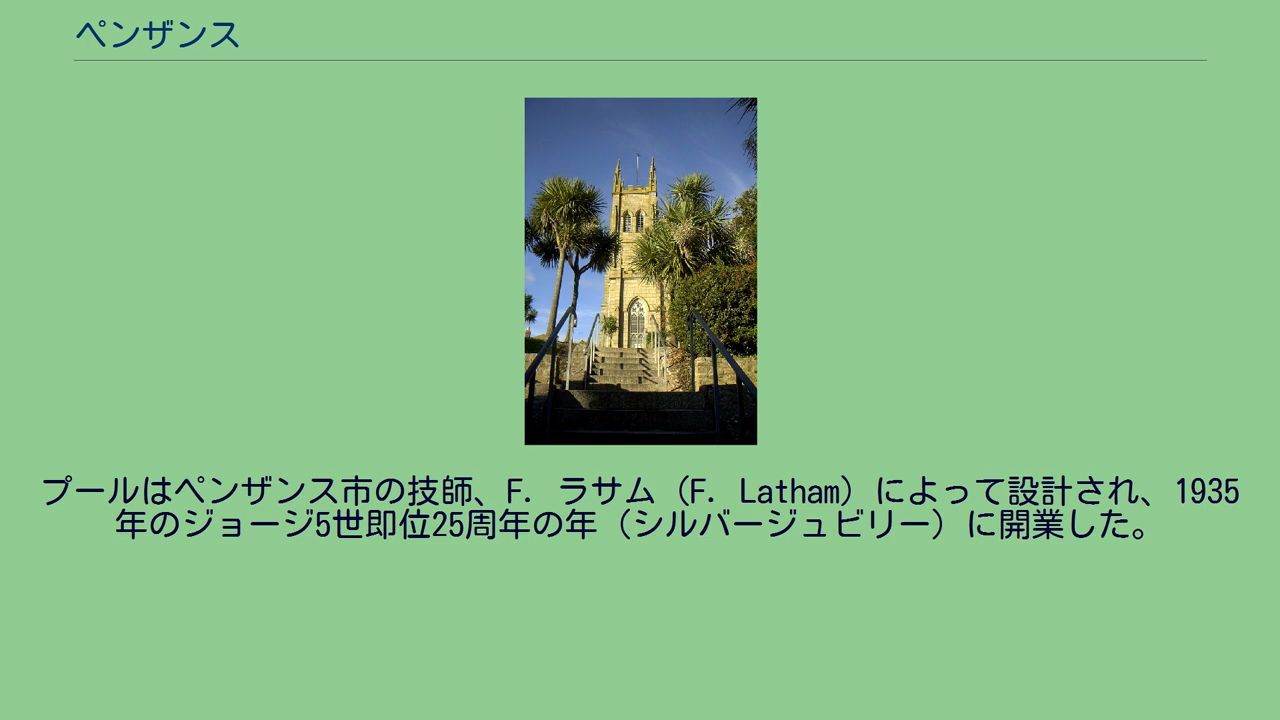 ペンザンス
プールはペンザンス市の技師、F. ラサム（F. Latham）によって設計され、1935
年のジョージ5世即位25周年の年（シルバージュビリー）に開業した。